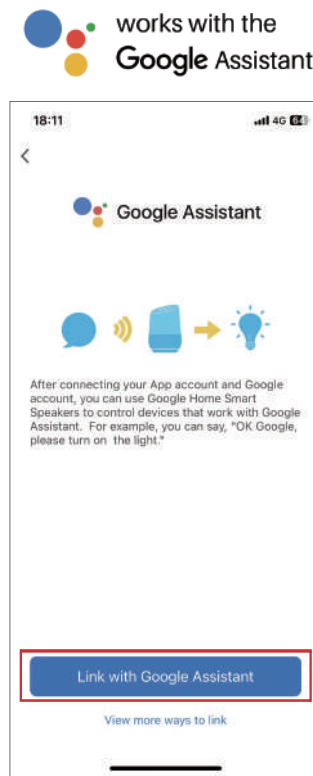 works with the
Google Assistant
18:11
4G 64
Google Assistant
After connecting your App account and Google
account, you can use Google Home Smart
Speakers to control devices that work with Google
Assistant. For example, you can say, "OK Google,
please turn on the light."
Link with Google Assistant
View more ways to link